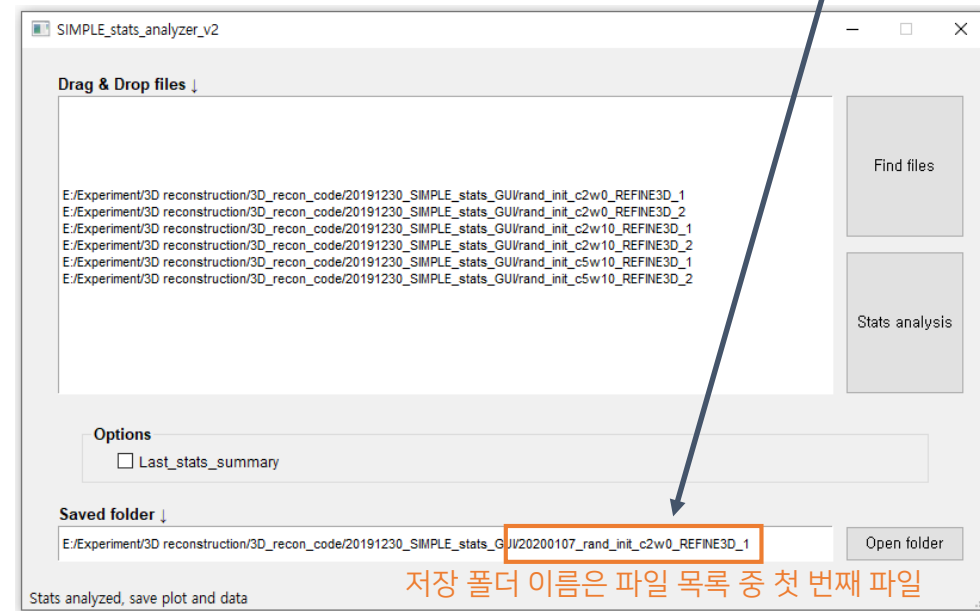 SIMPLE_stats_analyzer_v2
Drag & Drop files ↓
E:/Experiment/3D reconstruction/3D_recon_code/20191230_SIMPLE_stats_GUI/rand_init_c2w0_REFINE3D_1
E:/Experiment/3D reconstruction/3D_recon_code/20191230_SIMPLE_stats_GUI/rand_init_c2w0_REFINE3D_2
E:/Experiment/3D reconstruction/3D_recon_code/20191230_SIMPLE_stats_GUI/rand_init_c2w10_REFINE3D_1
E:/Experiment/3D reconstruction/3D_recon_code/20191230_SIMPLE_stats_GUI/rand_init_c2w10_REFINE3D_2
E:/Experiment/3D reconstruction/3D_recon_code/20191230_SIMPLE_stats_GUI/rand_init_c5w10_REFINE3D_1
E:/Experiment/3D reconstruction/3D_recon_code/20191230_SIMPLE_stats_GUI/rand_init_c5w10_REFINE3D_2
Find files
Stats analysis
Options
Last_stats_summary
Saved folder ↓
E:/Experiment/3D reconstruction/3D_recon_code/20191230_SIMPLE_stats_GUI/20200107_rand_init_c2w0_REFINE3D_1
Open folder
저장 폴더 이름은 파일 목록 중 첫 번째 파일
Stats analyzed, save plot and data